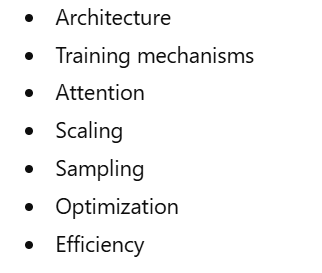 • Architecture
• Training mechanisms
• Attention
• Scaling
• Sampling
• Optimization
• Efficiency